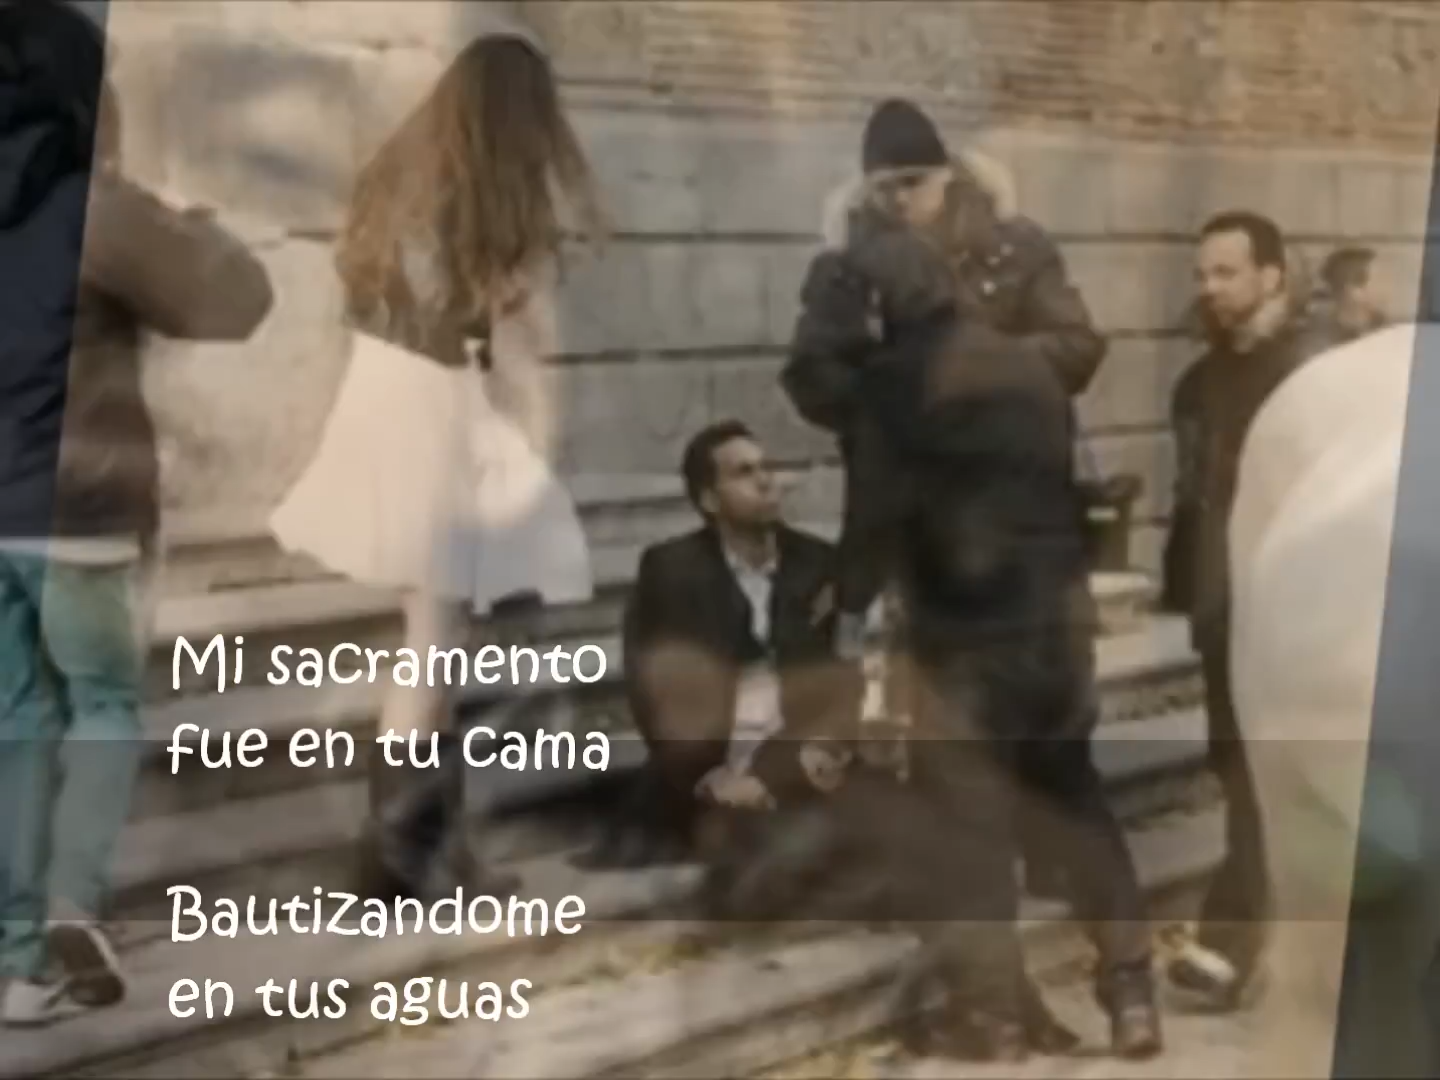 Mi sacramento
fue en tu cama
Bautizandome
en tus aguas